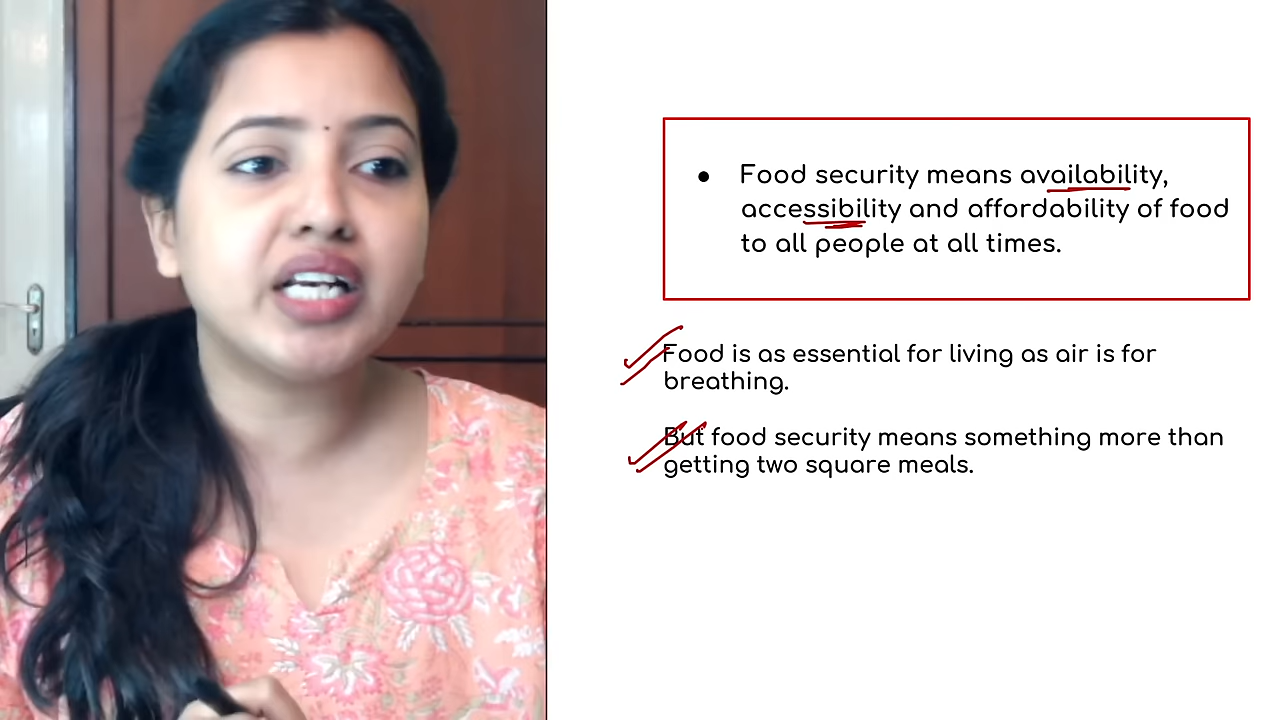 ● Food security means availability,
accessibility and affordability of food
to all people at all times.
Food is as essential for living as air is for
breathing.
But food security means something more than
getting two square meals.